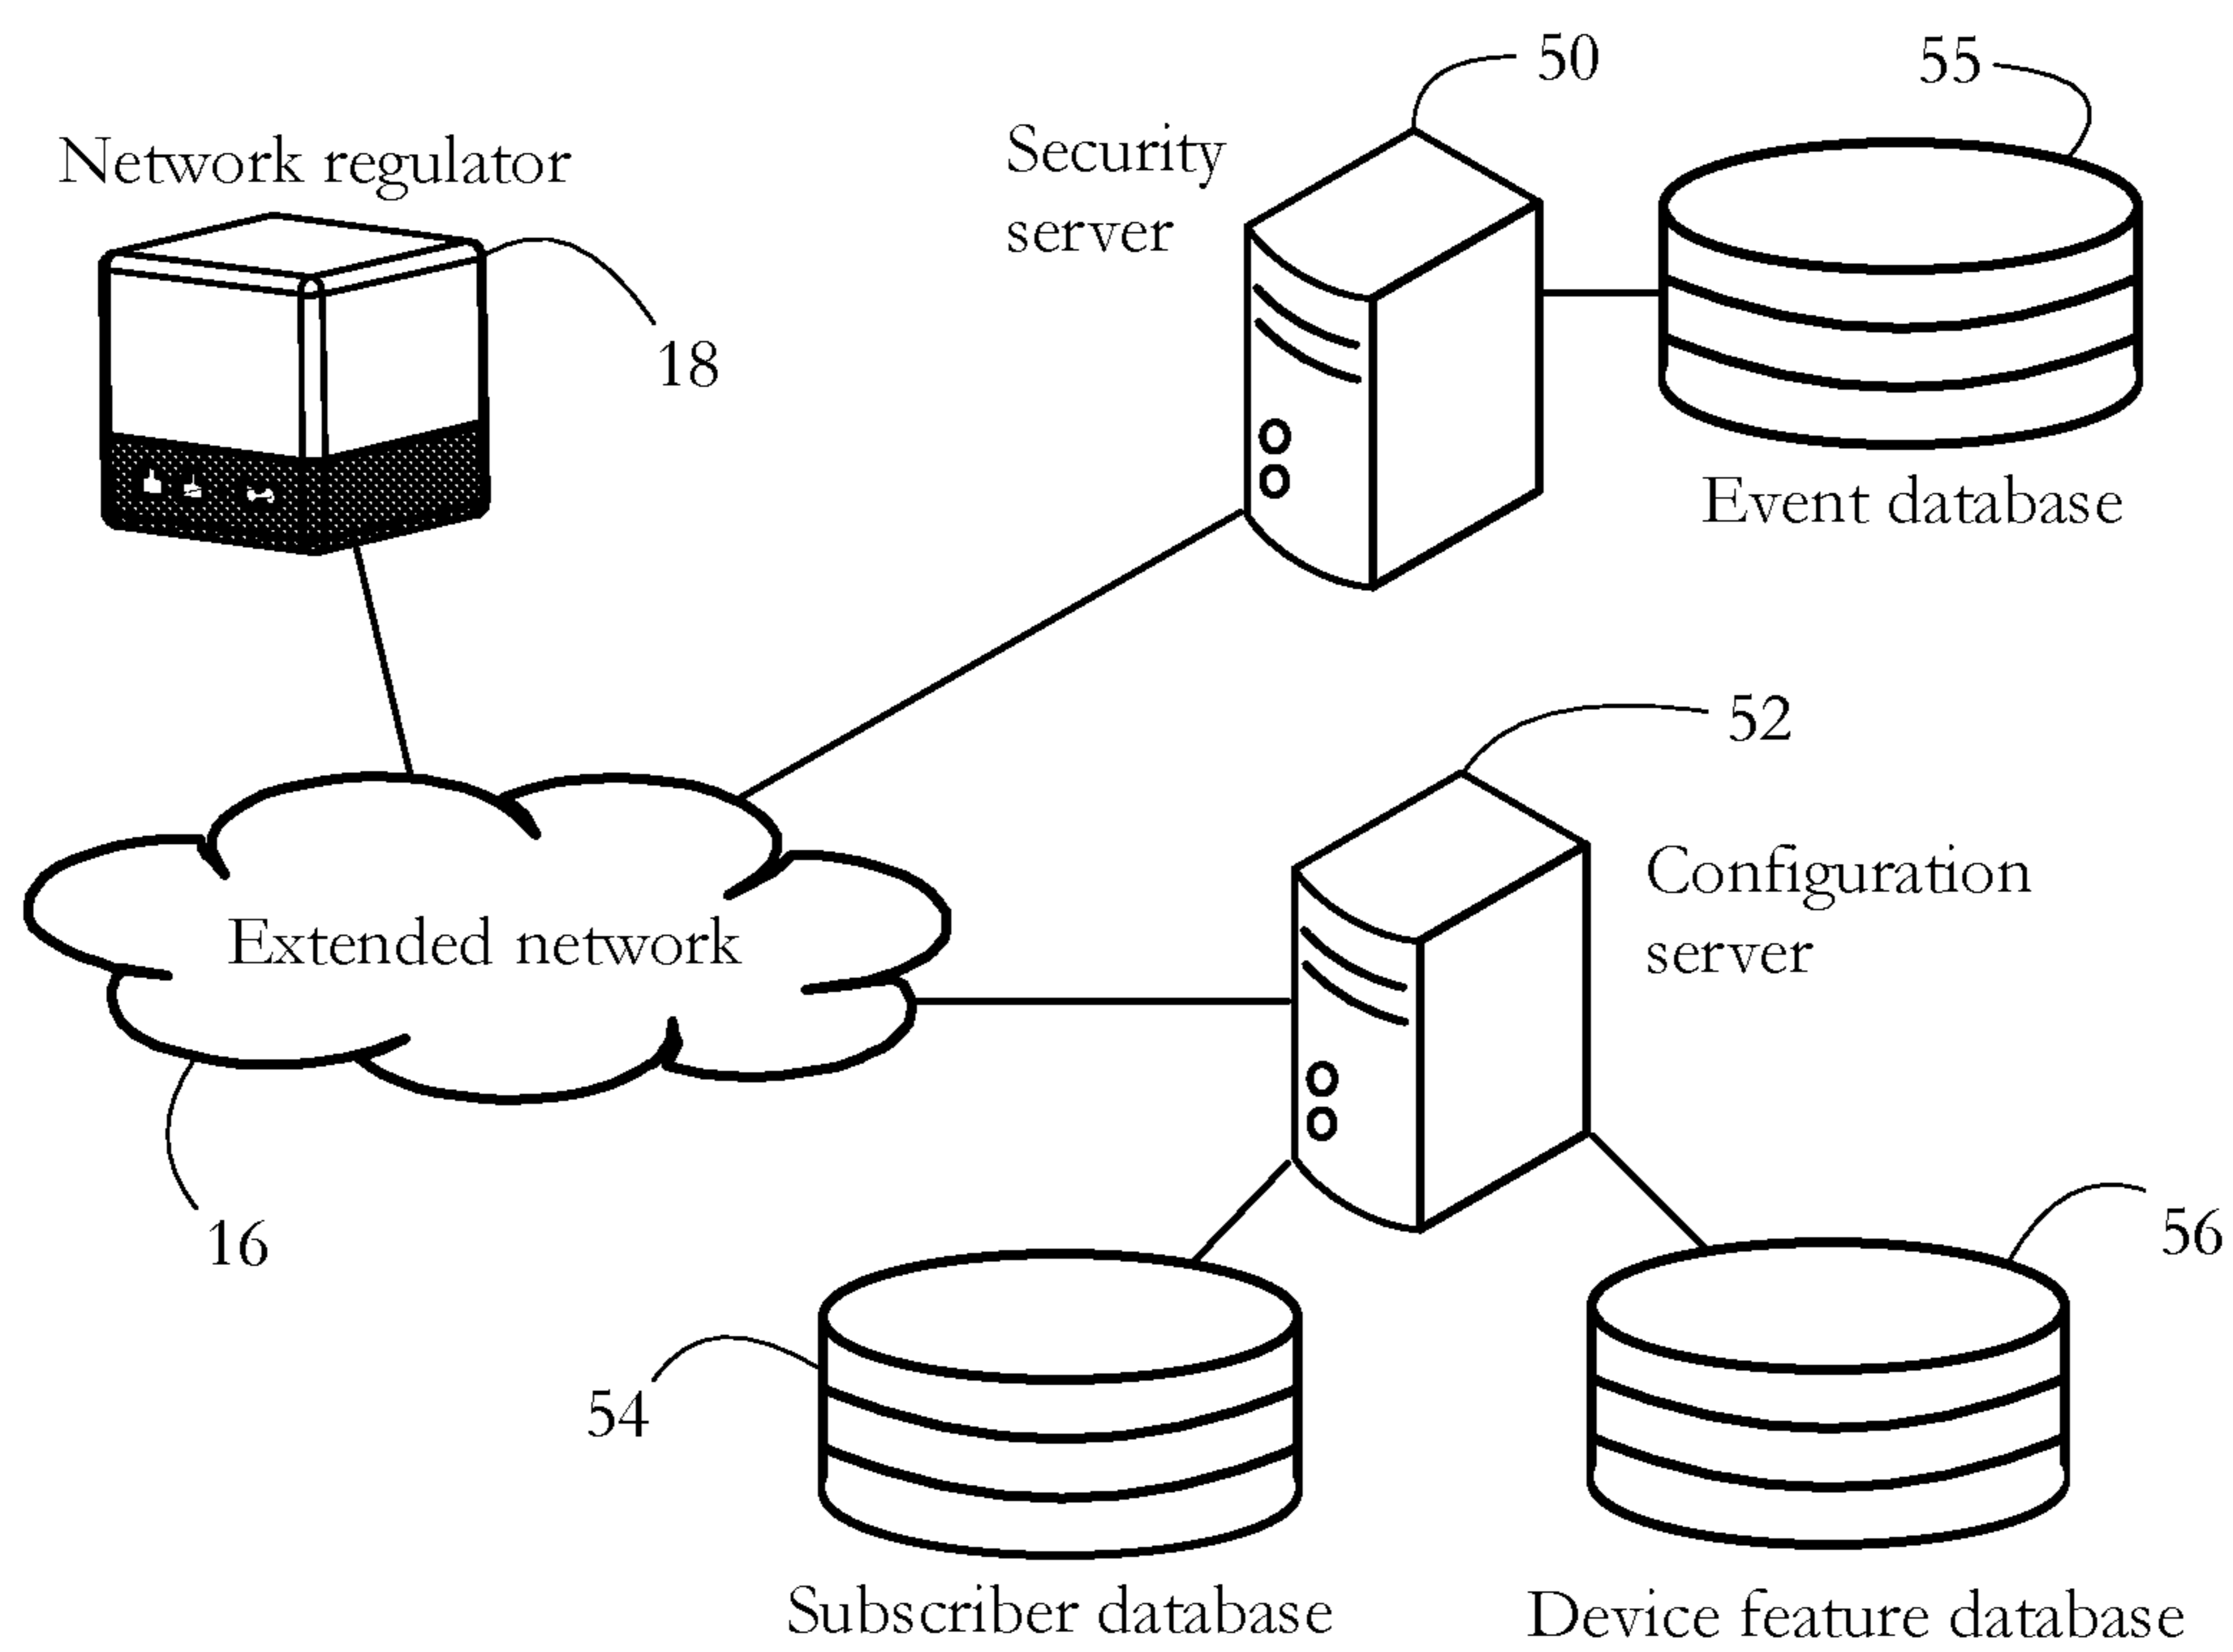 50
55
Network regulator
Security
server
18
Event database
52
Configuration
server
Extended network
16
56
54
Subscriber database
Device feature database